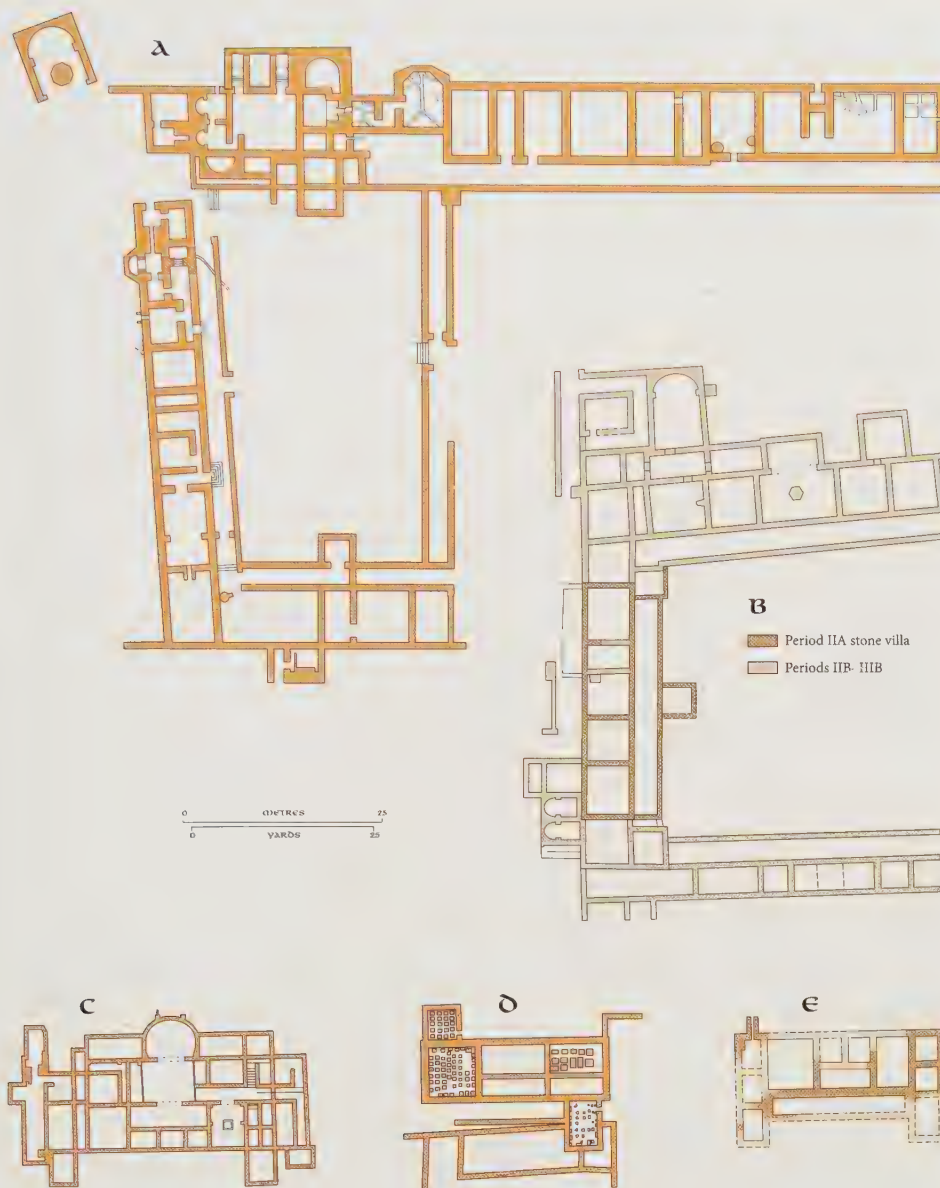 A
B
Period IIA stone villa
Periods IIB- IIIB
0 METRES 25
0 YARDS 25
C
D
E